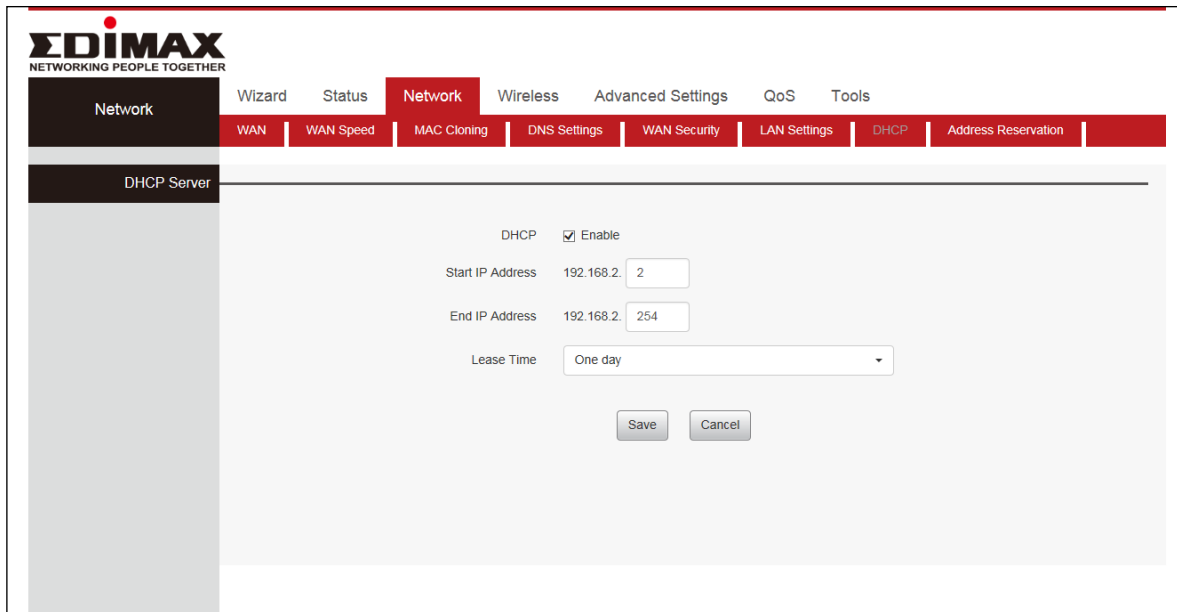 EDIMAX
NETWORKING PEOPLE TOGETHER
Network
Wizard Status Network Wireless Advanced Settings QoS Tools
WAN WAN Speed MAC Cloning DNS Settings WAN Security LAN Settings DHCP Address Reservation
DHCP Server
DHCP Enable
Start IP Address 192.168.2. 2
End IP Address 192.168.2. 254
Lease Time One day
Save Cancel